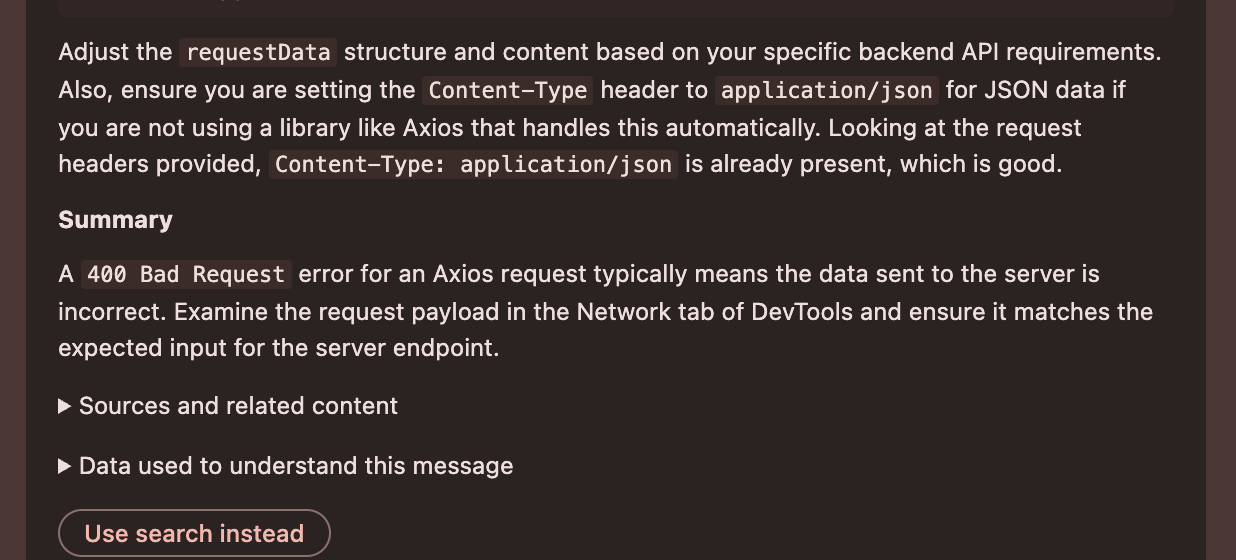 Adjust the requestData structure and content based on your specific backend API requirements.
Also, ensure you are setting the Content-Type header to application/json for JSON data if
you are not using a library like Axios that handles this automatically. Looking at the request
headers provided, Content-Type: application/json is already present, which is good.
Summary
A 400 Bad Request error for an Axios request typically means the data sent to the server is
incorrect. Examine the request payload in the Network tab of DevTools and ensure it matches the
expected input for the server endpoint.
Sources and related content
Data used to understand this message
Use search instead